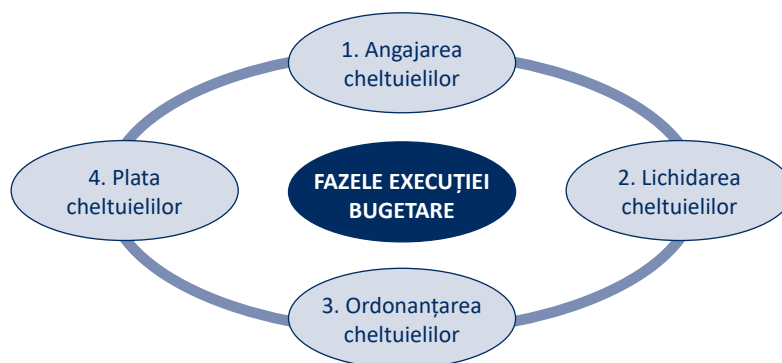 1. Angajarea
cheltuielilor
4. Plata
cheltuielilor
FAZELE EXECUȚIEI
BUGETARE
2. Lichidarea
cheltuielilor
3. Ordonanțarea
cheltuielilor